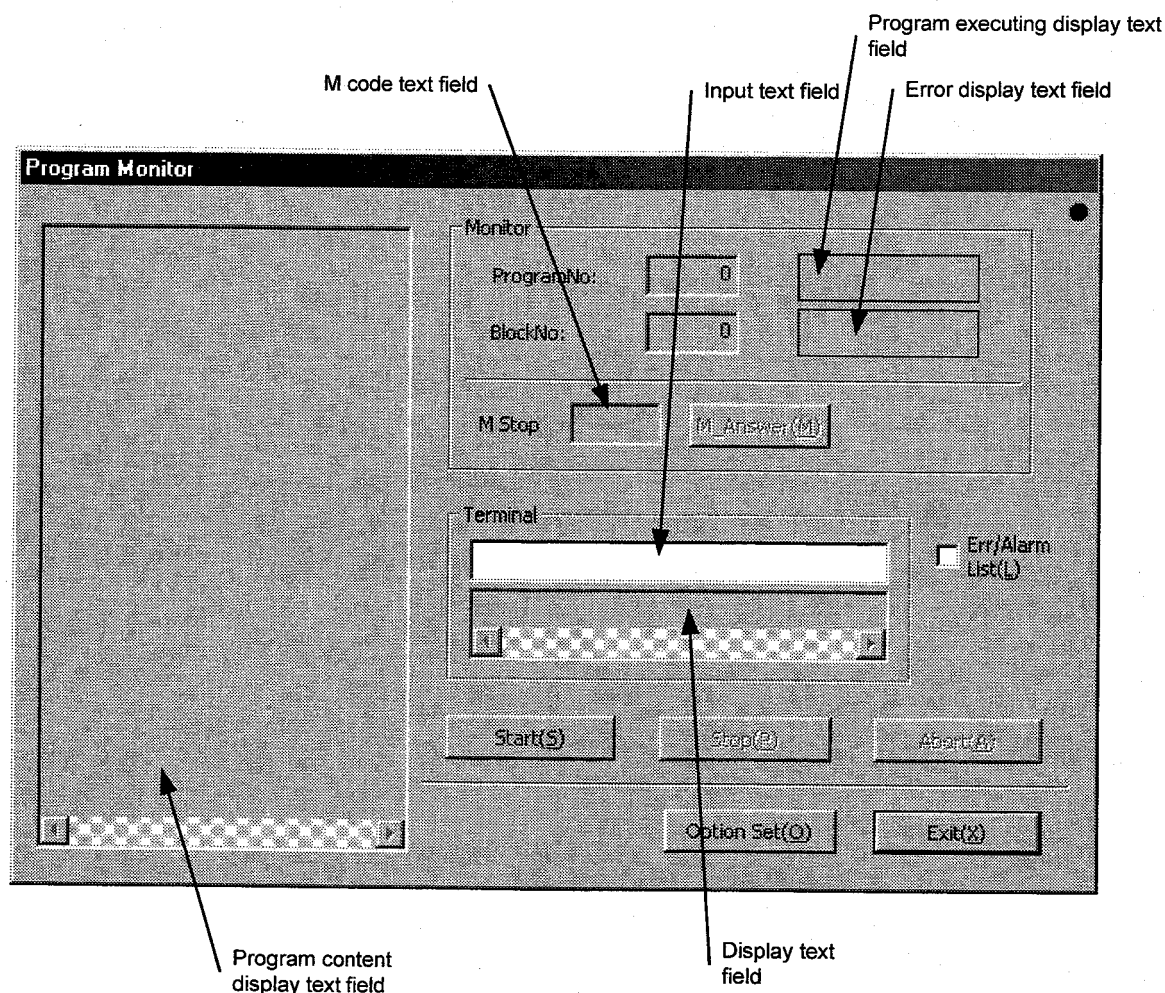 Program executing display text
field
M code text field
Input text field
Error display text field
Program Monitor
Monitor
ProgramNo:
0
BlockNo:
0
M Stop
M_Answer(M)
Terminal
Err/Alarm
List(L)
Start(S)
Stop(P)
Abort(A)
Option Set(O)
Exit(X)
Program content
display text field
Display text
field